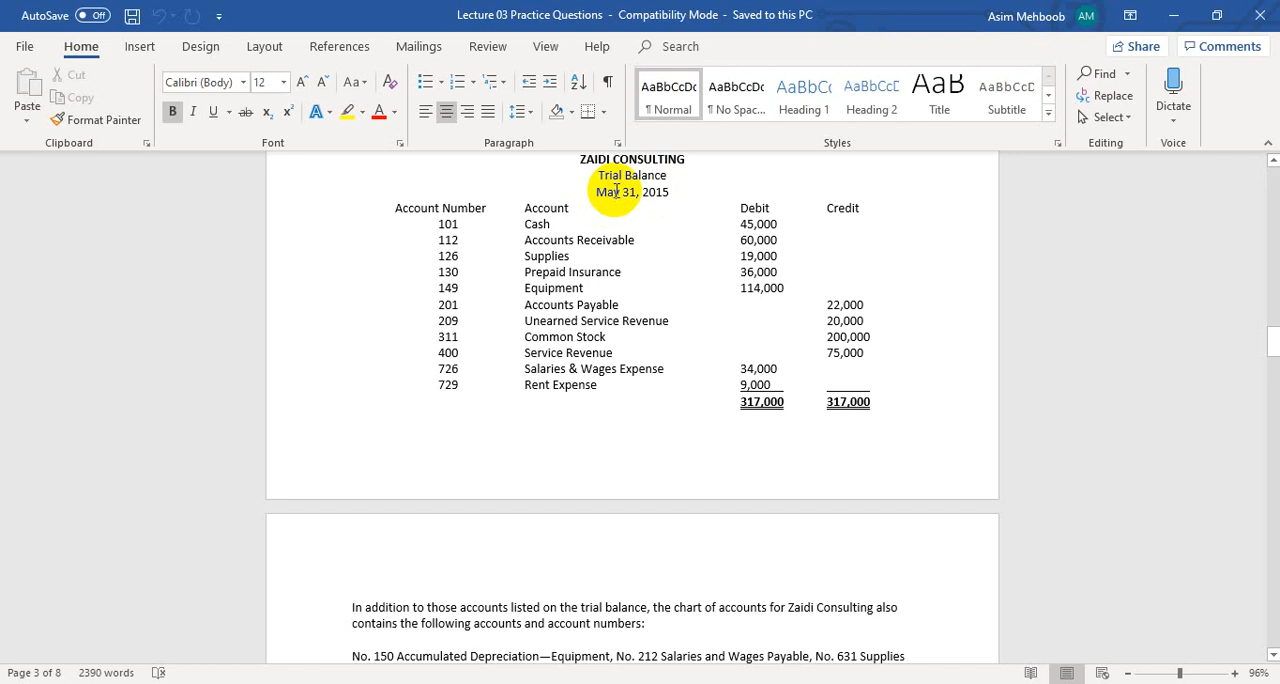 AutoSave Off Lecture 03 Practice Questions - Compatibility Mode - Saved to this PC Asim Mehboob AM
File Home Insert Design Layout References Mailings Review View Help Search Share Comments
Paste Cut Copy Format Painter
Calibri (Body) 12
AaBbCcDc AaBbCcDc AaBbCc AaBbCcD AaB AaBbCcD
¶ Normal ¶ No Spac... Heading 1 Heading 2 Title Subtitle
Find Replace Select Dictate
Clipboard Font Paragraph Styles Editing Voice
ZAIDI CONSULTING
Trial Balance
May 31, 2015
Account Number Account Debit Credit
101 Cash 45,000
112 Accounts Receivable 60,000
126 Supplies 19,000
130 Prepaid Insurance 36,000
149 Equipment 114,000
201 Accounts Payable 22,000
209 Unearned Service Revenue 20,000
311 Common Stock 200,000
400 Service Revenue 75,000
726 Salaries & Wages Expense 34,000
729 Rent Expense 9,000
317,000 317,000
In addition to those accounts listed on the trial balance, the chart of accounts for Zaidi Consulting also
contains the following accounts and account numbers:
No. 150 Accumulated Depreciation—Equipment, No. 212 Salaries and Wages Payable, No. 631 Supplies
Page 3 of 8 2390 words 96%